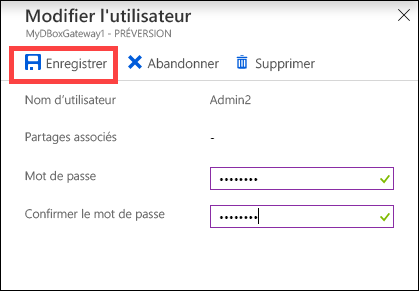 Modifier l'utilisateur
MyDBoxGateway1 - PRÉVERSION
Enregistrer Abandonner Supprimer
Nom d'utilisateur Admin2
Partages associés -
Mot de passe ••••••••
Confirmer le mot de passe ••••••••